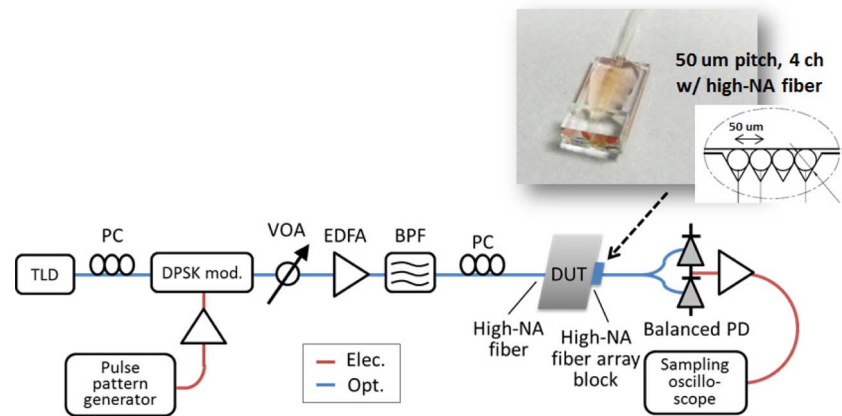 50 um pitch, 4 ch
w/ high-NA fiber
50 um
PC
VOA
EDFA
BPF
PC
TLD
DPSK mod.
DUT
High-NA
fiber
High-NA
fiber array
block
Balanced PD
Pulse
pattern
generator
Elec.
Opt.
Sampling
oscillo-
scope